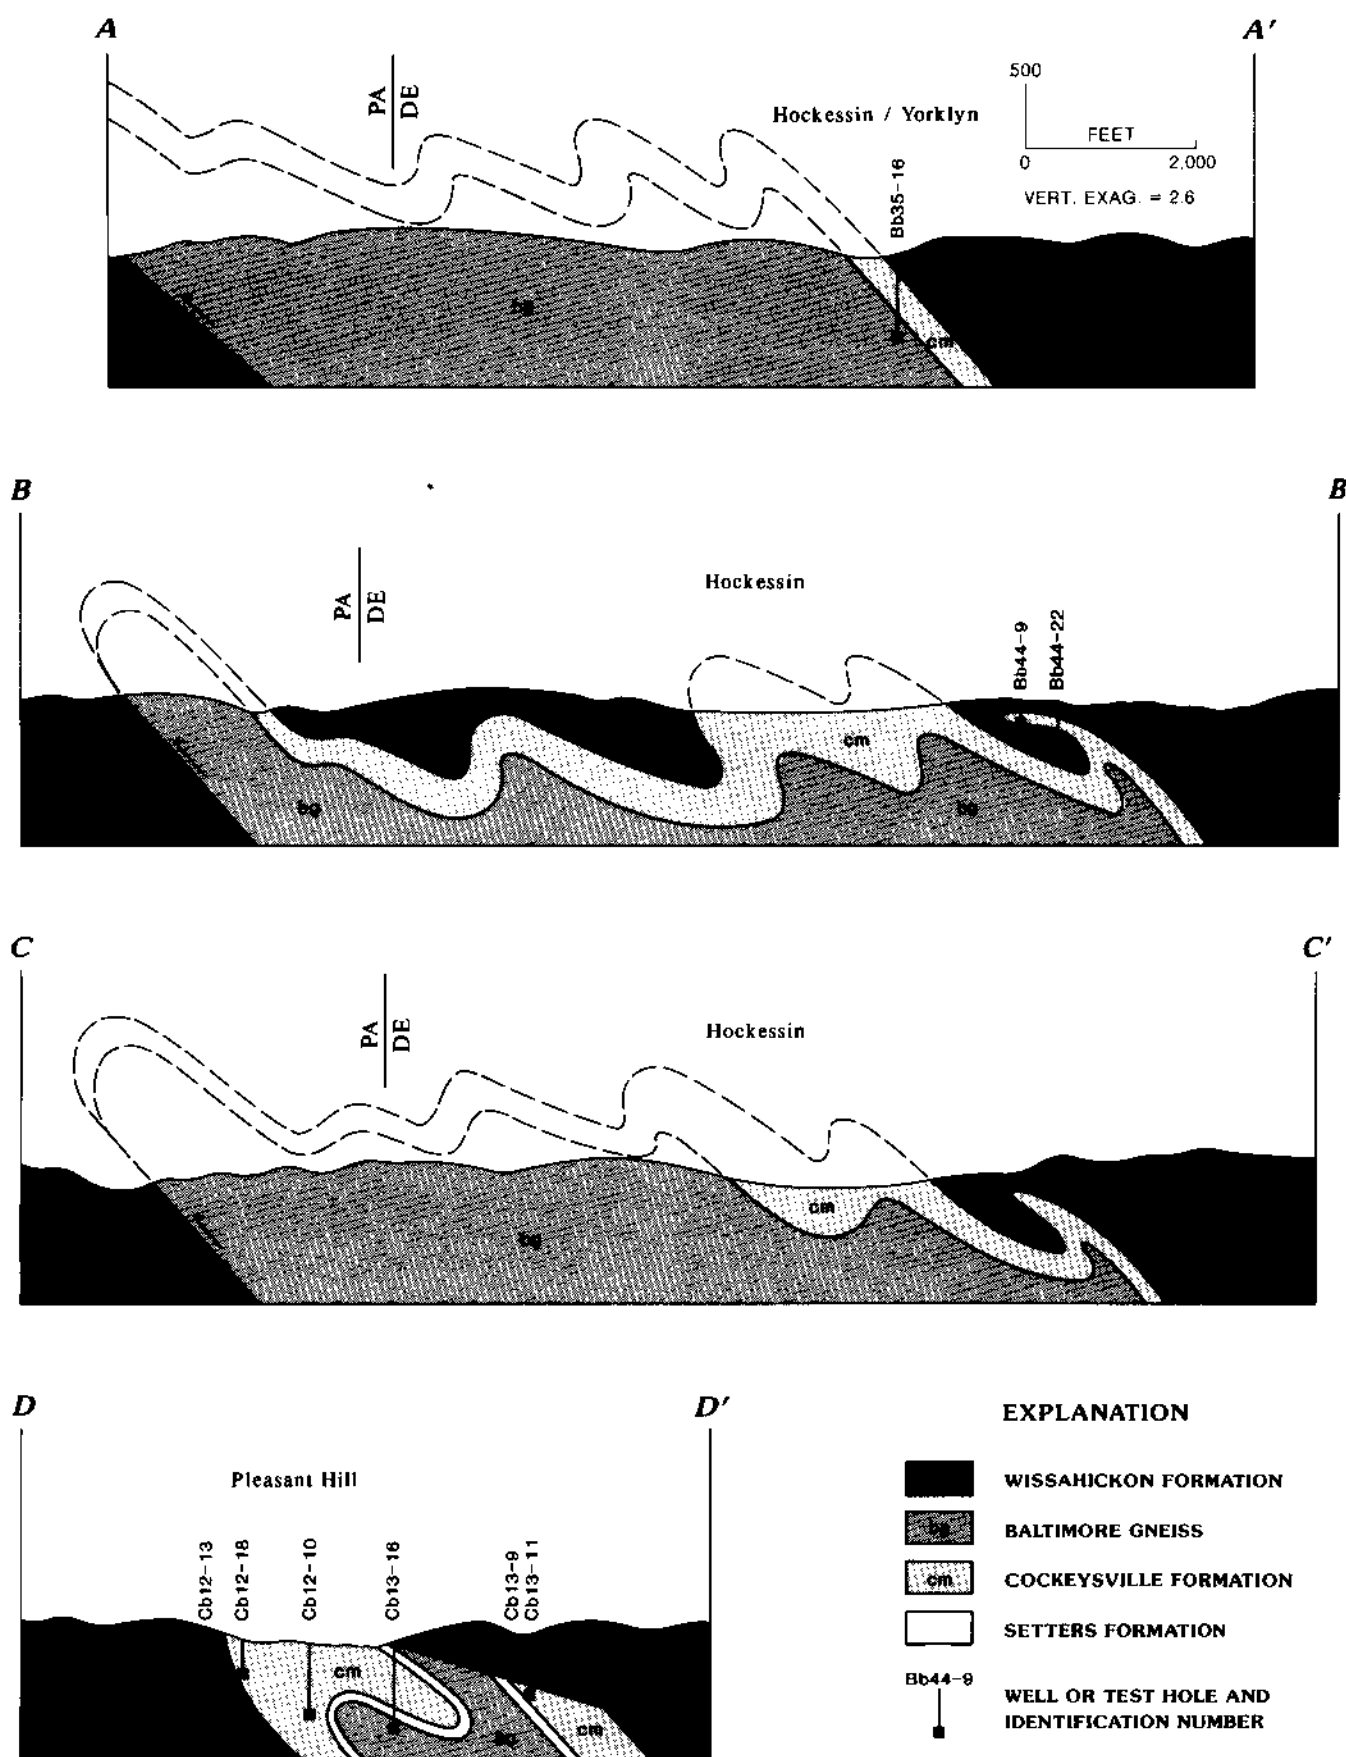 A
A′
PA
DE
Hockessin / Yorklyn
Bb35-16
500
FEET
0
2,000
VERT. EXAG. = 2.6
bg
cm
B
B
PA
DE
Hockessin
Bb44-9
Bb44-22
cm
bg
bg
C
C′
PA
DE
Hockessin
cm
bg
D
D′
Pleasant Hill
Cb12-13
Cb12-18
Cb12-10
Cb13-16
Cb13-9
Cb13-11
cm
bg
cm
EXPLANATION
WISSAHICKON FORMATION
bg
BALTIMORE GNEISS
cm
COCKEYSVILLE FORMATION
SETTERS FORMATION
Bb44-9
WELL OR TEST HOLE AND
IDENTIFICATION NUMBER